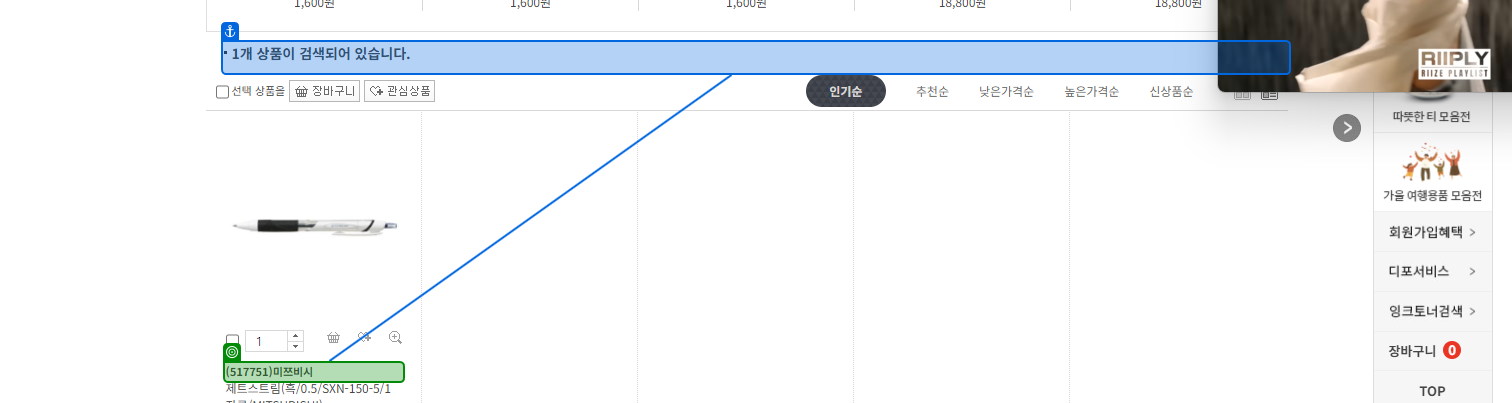 1,600원 1,600원 1,600원 18,800원 18,800원
1개 상품이 검색되어 있습니다.
RIIPLY
RIIZE PLAYLIST
선택 상품을 장바구니 관심상품 인기순 추천순 낮은가격순 높은가격순 신상품순
따뜻한 티 모음전
가을 여행용품 모음전
회원가입혜택 >
디포서비스 >
잉크토너검색 >
1
장바구니 0
(517751)미쯔비시
제트스트림(흑/0.5/SXN-150-5/1
TOP